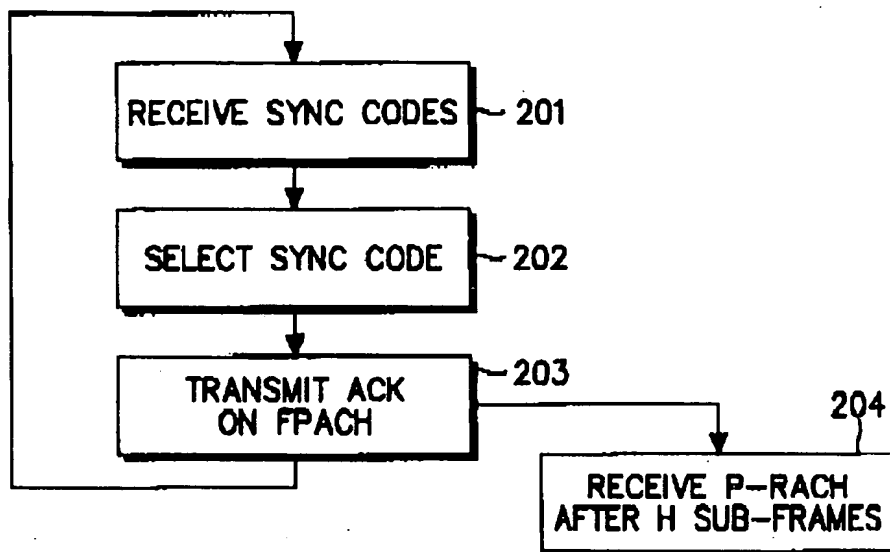 RECEIVE SYNC CODES
201
SELECT SYNC CODE
202
TRANSMIT ACK
ON FPACH
203
204
RECEIVE P-RACH
AFTER H SUB-FRAMES